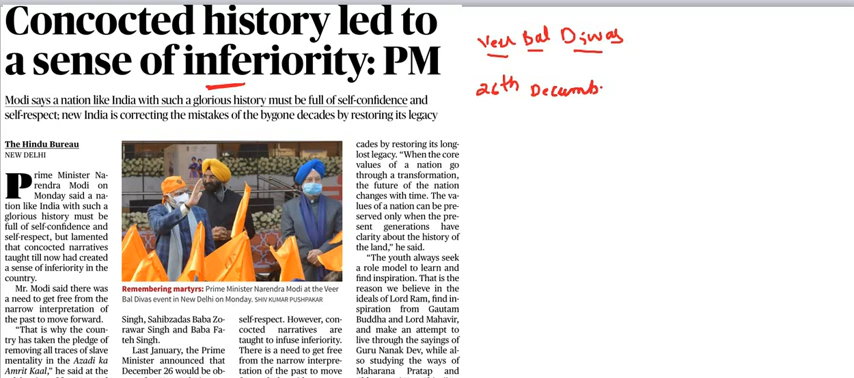 Concocted history led to
a sense of inferiority: PM
Modi says a nation like India with such a glorious history must be full of self-confidence and
self-respect; new India is correcting the mistakes of the bygone decades by restoring its legacy
The Hindu Bureau
NEW DELHI
Prime Minister Na-
rendra Modi on
Monday said a na-
tion like India with such a
glorious history must be
full of self-confidence and
self-respect, but lamented
that concocted narratives
taught till now had created
a sense of inferiority in the
country.
Mr. Modi said there was
a need to get free from the
narrow interpretation of
the past to move forward.
"That is why the coun-
try has taken the pledge of
removing all traces of slave
mentality in the Azadi ka
Amrit Kaal," he said at the
Remembering martyrs: Prime Minister Narendra Modi at the Veer
Bal Divas event in New Delhi on Monday. SHIV KUMAR PUSHPAKAR
Singh, Sahibzadas Baba Zo-
rawar Singh and Baba Fa-
teh Singh.
Last January, the Prime
Minister announced that
December 26 would be ob-
self-respect. However, con-
cocted narratives are
taught to infuse inferiority.
There is a need to get free
from the narrow interpre-
tation of the past to move
cades by restoring its long-
lost legacy. "When the core
values of a nation go
through a transformation,
the future of the nation
changes with time. The va-
lues of a nation can be pre-
served only when the pre-
sent generations have
clarity about the history of
the land," he said.
"The youth always seek
a role model to learn and
find inspiration. That is the
reason we believe in the
ideals of Lord Ram, find in-
spiration from Gautam
Buddha and Lord Mahavir,
and make an attempt to
live through the sayings of
Guru Nanak Dev, while al-
so studying the ways of
Maharana Pratap and
Veer Bal Diwas
26th Decemb.